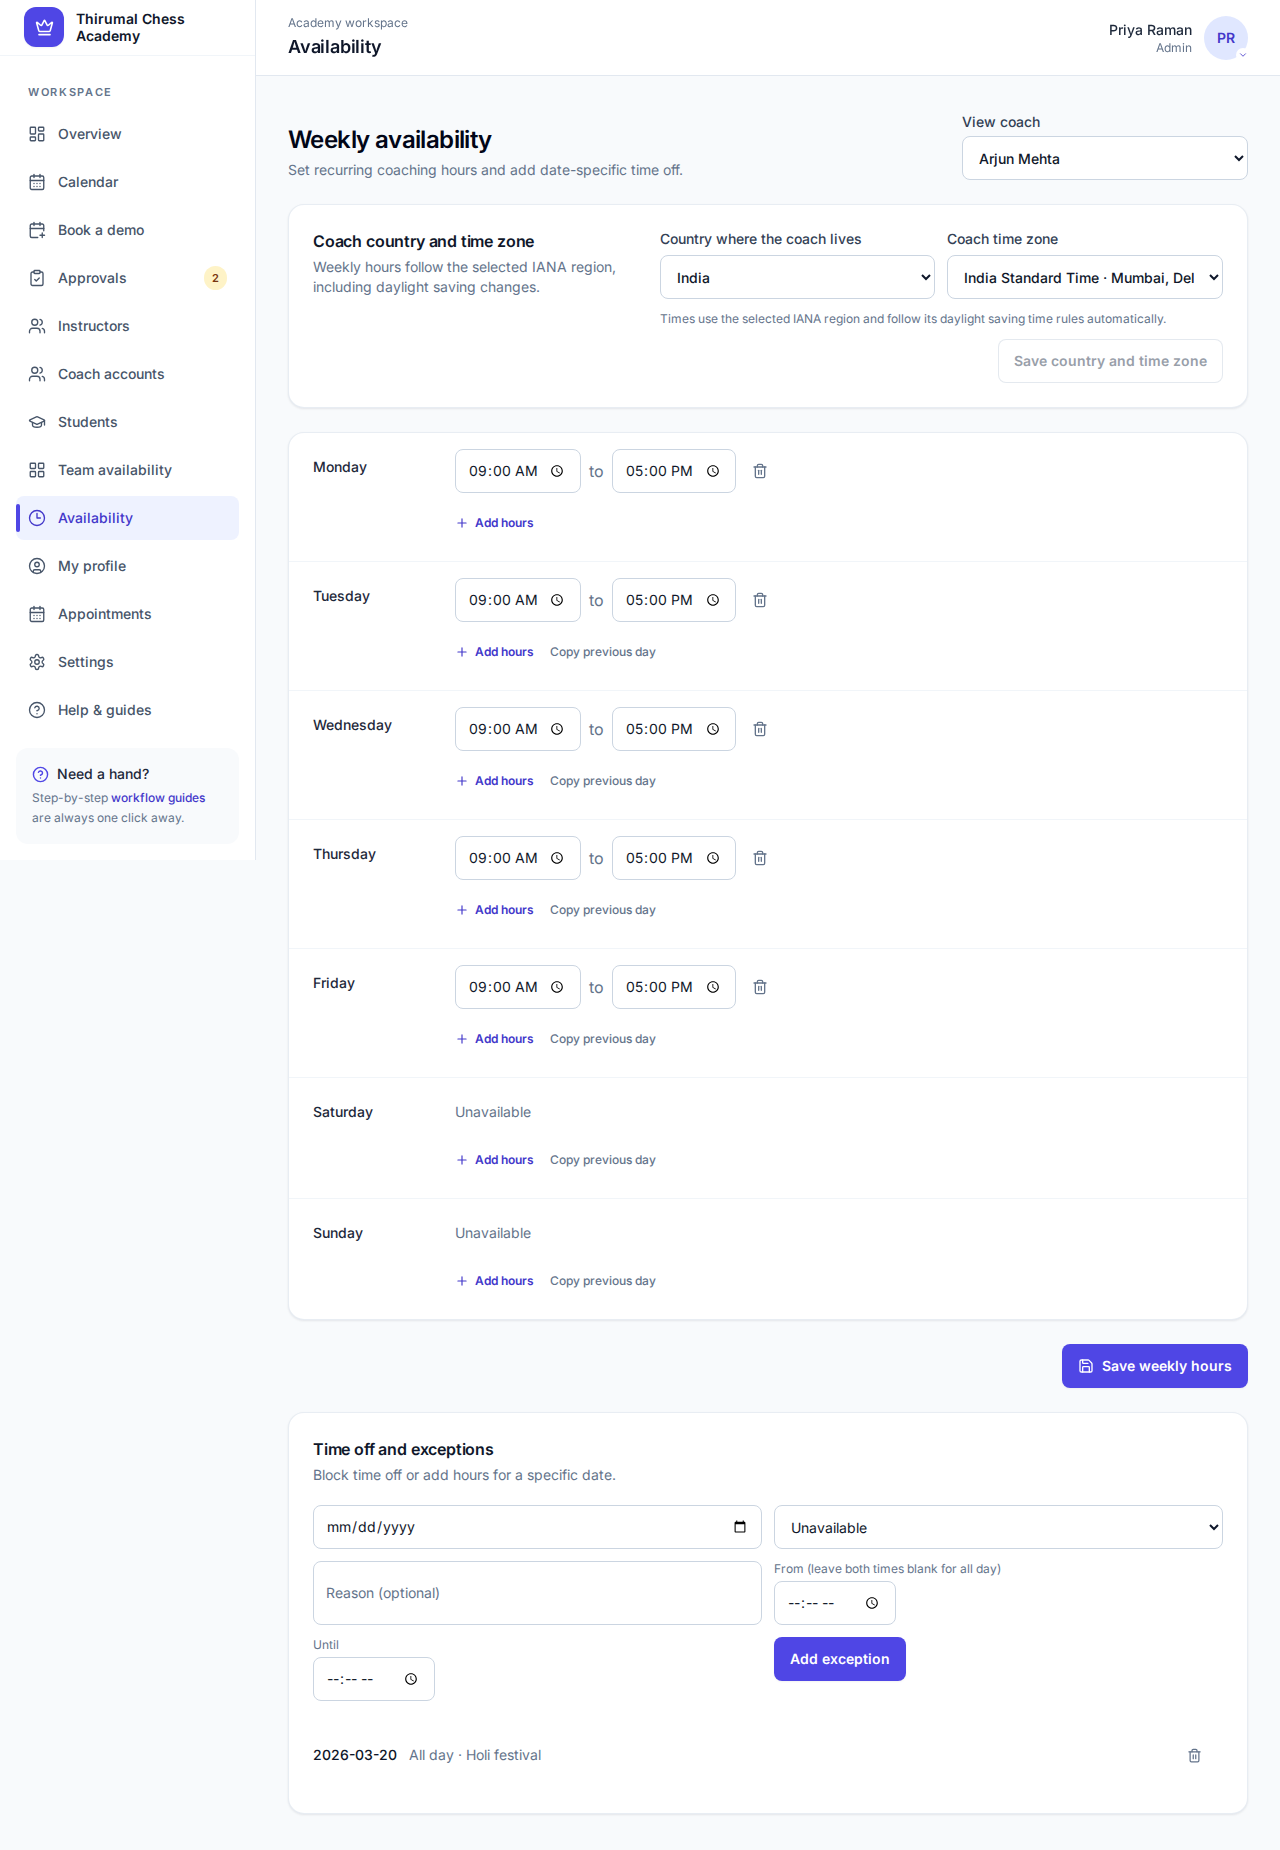 Thirumal Chess
Academy
WORKSPACE
Overview
Calendar
Book a demo
Approvals 2
Instructors
Coach accounts
Students
Team availability
Availability
My profile
Appointments
Settings
Help & guides
Need a hand?
Step-by-step workflow guides
are always one click away.
Academy workspace
Availability
Priya Raman
Admin
PR
Weekly availability
Set recurring coaching hours and add date-specific time off.
View coach
Arjun Mehta
Coach country and time zone
Weekly hours follow the selected IANA region,
including daylight saving changes.
Country where the coach lives
India
Coach time zone
India Standard Time · Mumbai, Del
Times use the selected IANA region and follow its daylight saving time rules automatically.
Save country and time zone
Monday 09:00 AM to 05:00 PM
Add hours
Tuesday 09:00 AM to 05:00 PM
Add hours Copy previous day
Wednesday 09:00 AM to 05:00 PM
Add hours Copy previous day
Thursday 09:00 AM to 05:00 PM
Add hours Copy previous day
Friday 09:00 AM to 05:00 PM
Add hours Copy previous day
Saturday Unavailable
Add hours Copy previous day
Sunday Unavailable
Add hours Copy previous day
Save weekly hours
Time off and exceptions
Block time off or add hours for a specific date.
mm/dd/yyyy
Unavailable
Reason (optional)
From (leave both times blank for all day)
--:-- --
Until
--:-- --
Add exception
2026-03-20 All day · Holi festival